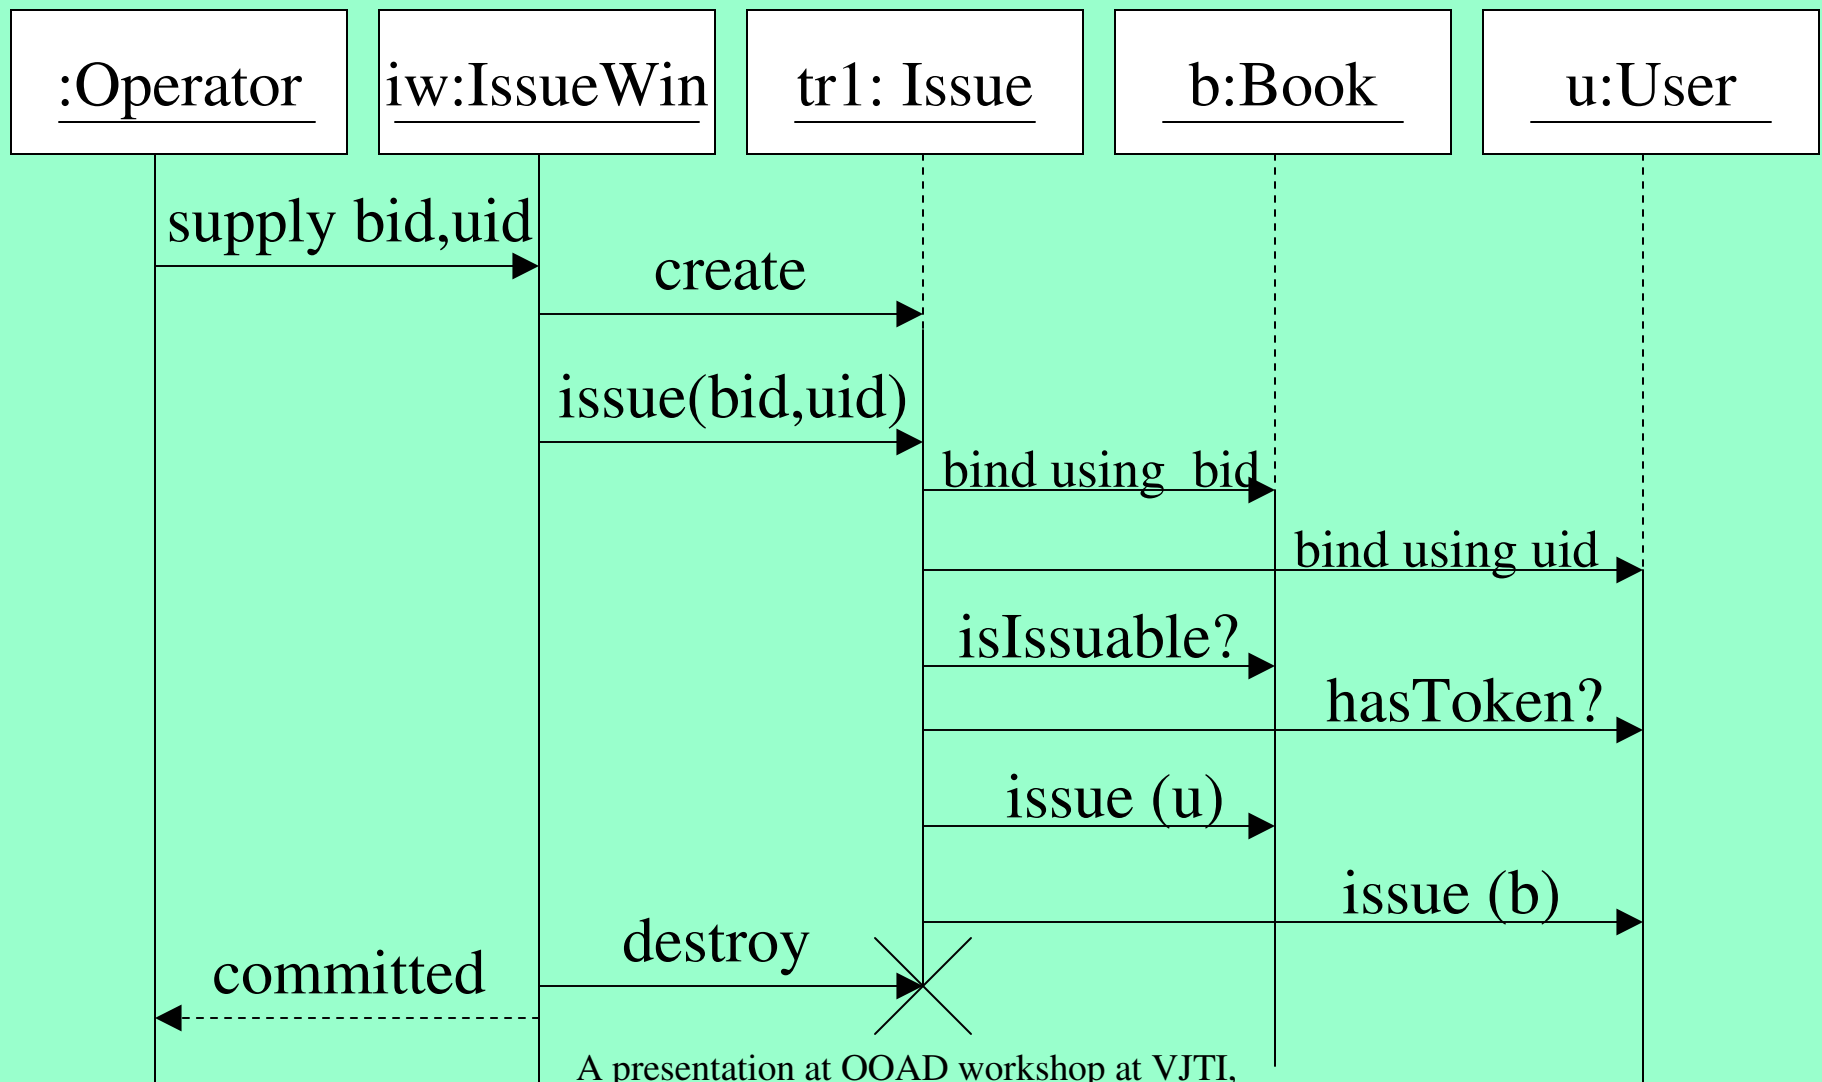 :Operator
iw:IssueWin
tr1: Issue
b:Book
u:User
supply bid,uid
create
issue(bid,uid)
bind using  bid
bind using uid
isIssuable?
hasToken?
issue (u)
issue (b)
destroy
committed
A presentation at OOAD workshop at VJTI,